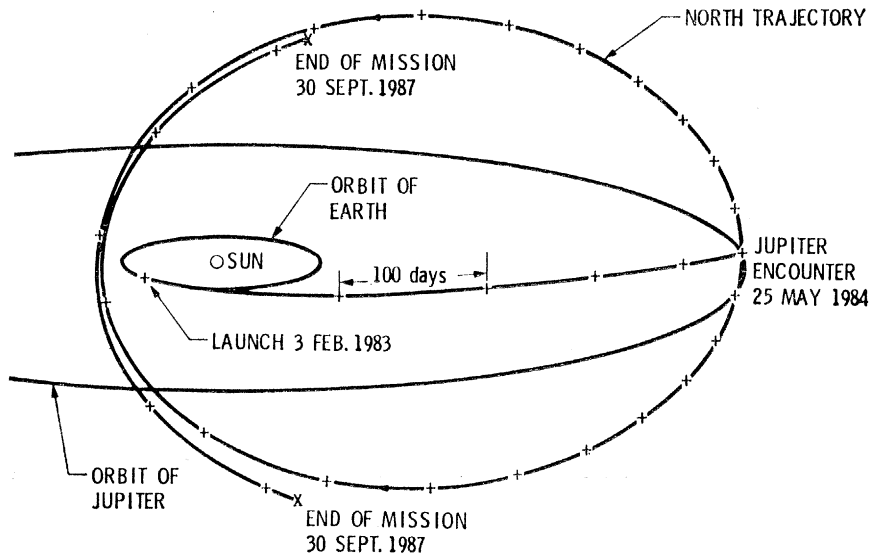 NORTH TRAJECTORY
END OF MISSION
30 SEPT. 1987
ORBIT OF
EARTH
SUN
100 days
JUPITER
ENCOUNTER
25 MAY 1984
LAUNCH 3 FEB. 1983
ORBIT OF
JUPITER
END OF MISSION
30 SEPT. 1987